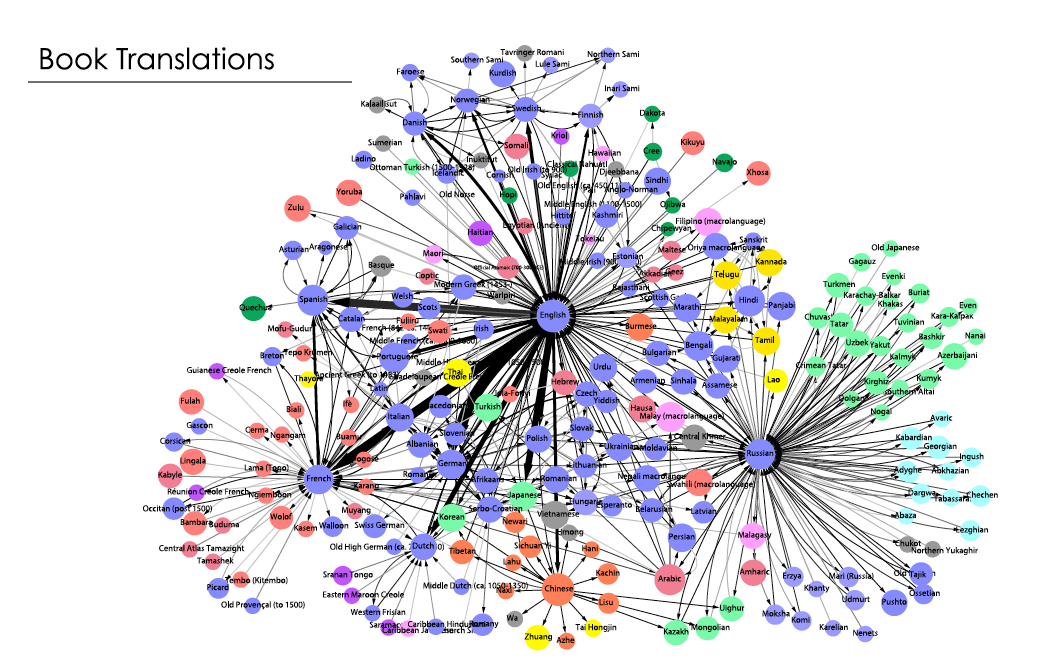 Book Translations
Southern Sami
Tavringer Romani
Northern Sami
Lule Sami
Faroese
Kurdish
Inari Sami
Kalaallisut
Norwegian
Swedish
Finnish
Dakota
Danish
Sumerian
Somali
Kriol
Kikuyu
Cree
Hawaiian
Ladino
Inuktitut
Navajo
Classical Nahuatl
Xhosa
Icelandic
Cornish
Djeebbana
Sindhi
Yoruba
Pahlavi
Old Norse
Hopi
Anglo-Norman
Ojibwa
Zulu
Kashmiri
Hittite
Galician
Haitian
Filipino (macrolanguage)
Chipewyan
Tokelau
Asturian
Aragonese
Maori
Maltese
Oriya macrolanguage
Sanskrit
Old Japanese
Estonian
Gagauz
Basque
Coptic
Akkadian
Geez
Telugu
Kannada
Evenki
Turkmen
Modern Greek (1453-)
Warlpiri
Rajasthani
Karachay-Balkar
Buriat
Khakas
Spanish
Welsh
Scots
Marathi
Hindi
Panjabi
Even
Quechua
Catalan
English
Malayalam
Chuvash
Tatar
Tuvinian
Kara-Kalpak
Mofu-Gudur
Fulfiru
Swati
Irish
Burmese
Bashkir
Nanai
Tamil
Uzbek
Yakut
Breton
Tepo Krumen
Portuguese
Bulgarian
Bengali
Gujarati
Kalmyk
Azerbaijani
Guianese Creole French
Thayore
Thai
Urdu
Crimean Tatar
Kirghiz
Kumyk
Latin
Hebrew
Armenian
Sinhala
Assamese
Lao
Southern Altai
Fulah
Biali
Ifè
Czech
Yiddish
Dolgan
Nogai
Turkish
Hausa
Malay (macrolanguage)
Italian
Macedonian
Avaric
Gascon
Cerma
Ngangam
Buamu
Slovenian
Polish
Slovak
Central Khmer
Kabardian
Corsican
Albanian
Ukrainian
Moldavian
Georgian
Lingala
Lama (Togo)
German
Lithuanian
Russian
Ingush
Kabyle
French
Romanian
Nepali macrolanguage
Swahili (macrolanguage)
Adyghe
Abkhazian
Réunion Creole French
Ngiemboon
Karang
Afrikaans
Japanese
Hungarian
Dargwa
Tabassaran
Chechen
Occitan (post 1500)
Muyang
Serbo-Croatian
Esperanto
Belarusian
Latvian
Abaza
Bambara
Buduma
Wolof
Kasem
Walloon
Swiss German
Korean
Newari
Vietnamese
Lezghian
Hmong
Persian
Malagasy
Central Atlas Tamazight
Dutch
Tibetan
Sichuan Yi
Hani
Chukot
Northern Yukaghir
Tamashek
Lahu
Sranan Tongo
Kachin
Arabic
Amharic
Erzya
Mari (Russia)
Tajik
Picard
Tembo (Kitembo)
Middle Dutch (ca. 1050-1350)
Naxi
Chinese
Khanty
Ossetian
Eastern Maroon Creole
Lisu
Udmurt
Pushto
Old Provençal (to 1500)
Western Frisian
Wa
Uighur
Moksha
Komi
Romany
Tai Hongjin
Mongolian
Karelian
Nenets
Zhuang
Azhe
Kazakh